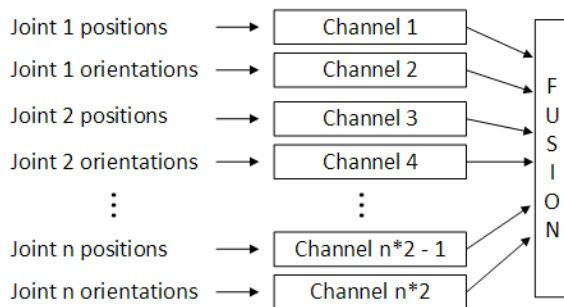 Joint 1 positions
Channel 1
Joint 1 orientations
Channel 2
Joint 2 positions
Channel 3
Joint 2 orientations
Channel 4
Joint n positions
Channel n*2 - 1
Joint n orientations
Channel n*2
FUSION